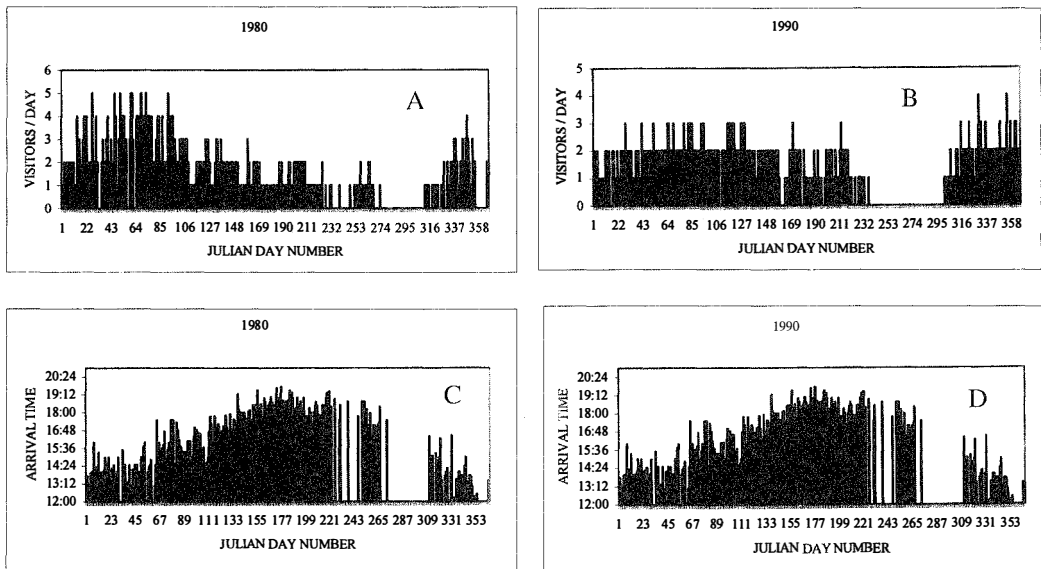 1980
VISITORS / DAY
6
5
4
3
2
1
0
A
1 22 43 64 85 106 127 148 169 190 211 232 253 274 295 316 337 358
JULIAN DAY NUMBER
1990
VISITORS / DAY
5
4
3
2
1
0
B
1 22 43 64 85 106 127 148 169 190 211 232 253 274 295 316 337 358
JULIAN DAY NUMBER
1980
ARRIVAL TIME
20:24
19:12
18:00
16:48
15:36
14:24
13:12
12:00
C
1 23 45 67 89 111 133 155 177 199 221 243 265 287 309 331 353
JULIAN DAY NUMBER
1990
ARRIVAL TIME
20:24
19:12
18:00
16:48
15:36
14:24
13:12
12:00
D
1 23 45 67 89 111 133 155 177 199 221 243 265 287 309 331 353
JULIAN DAY NUMBER